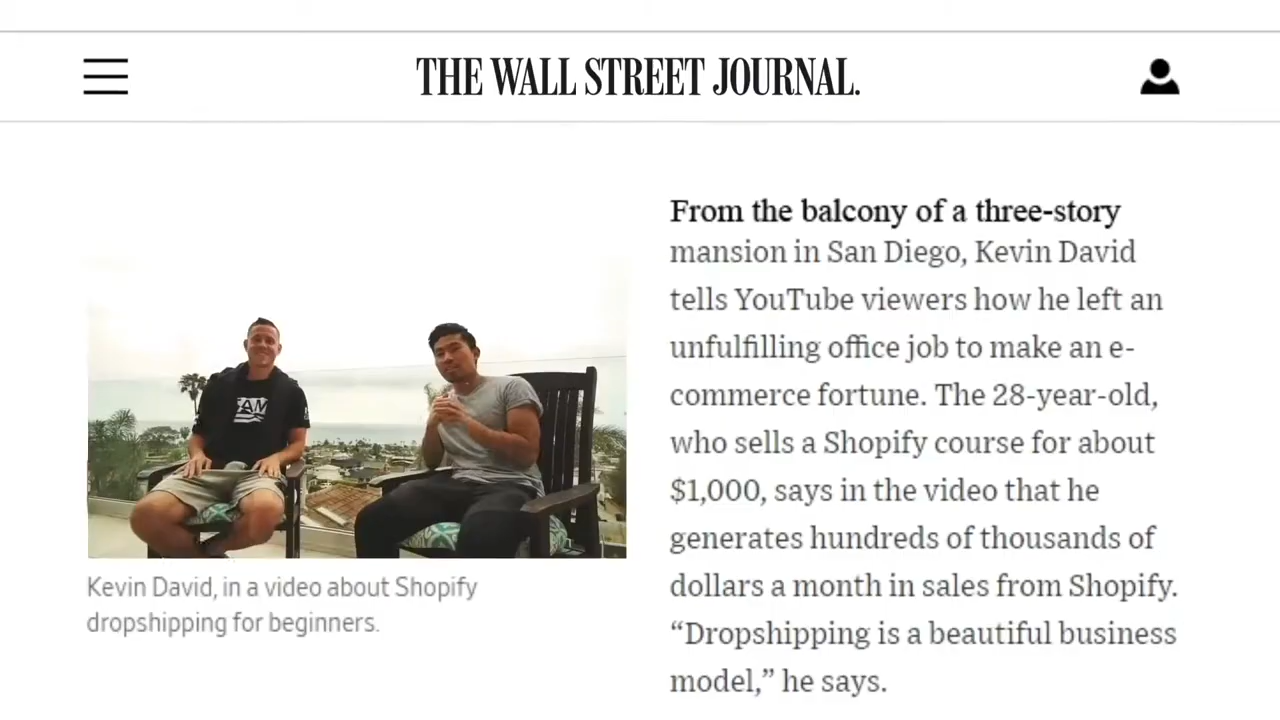 THE WALL STREET JOURNAL.
From the balcony of a three-story
mansion in San Diego, Kevin David
tells YouTube viewers how he left an
unfulfilling office job to make an e-
commerce fortune. The 28-year-old,
who sells a Shopify course for about
$1,000, says in the video that he
generates hundreds of thousands of
dollars a month in sales from Shopify.
“Dropshipping is a beautiful business
model,” he says.
Kevin David, in a video about Shopify
dropshipping for beginners.